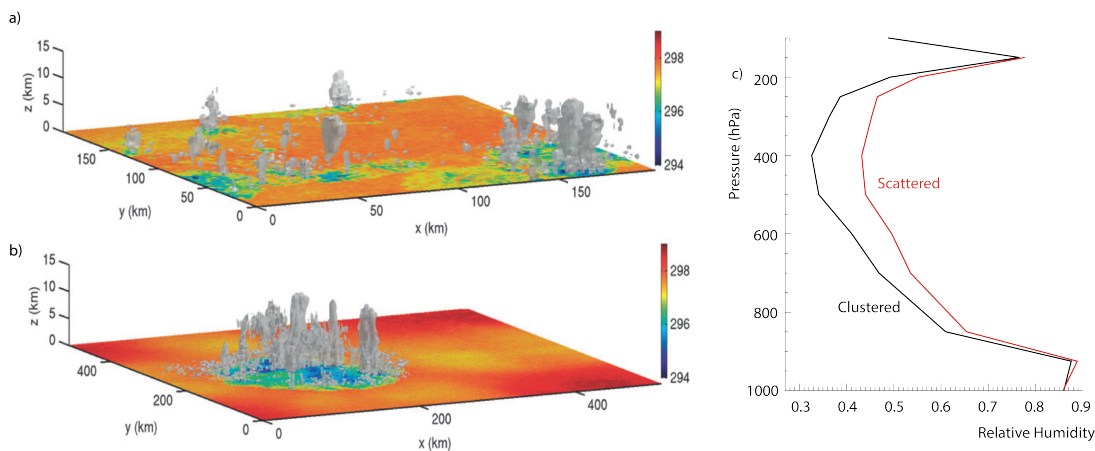 a)
15
10
5
0
z (km)
150
100
50
0
y (km)
0
50
100
150
x (km)
298
296
294
b)
15
10
5
0
z (km)
400
200
0
y (km)
0
200
400
x (km)
298
296
294
c)
200
400
600
800
1000
Pressure (hPa)
Scattered
Clustered
0.3 0.4 0.5 0.6 0.7 0.8 0.9
Relative Humidity